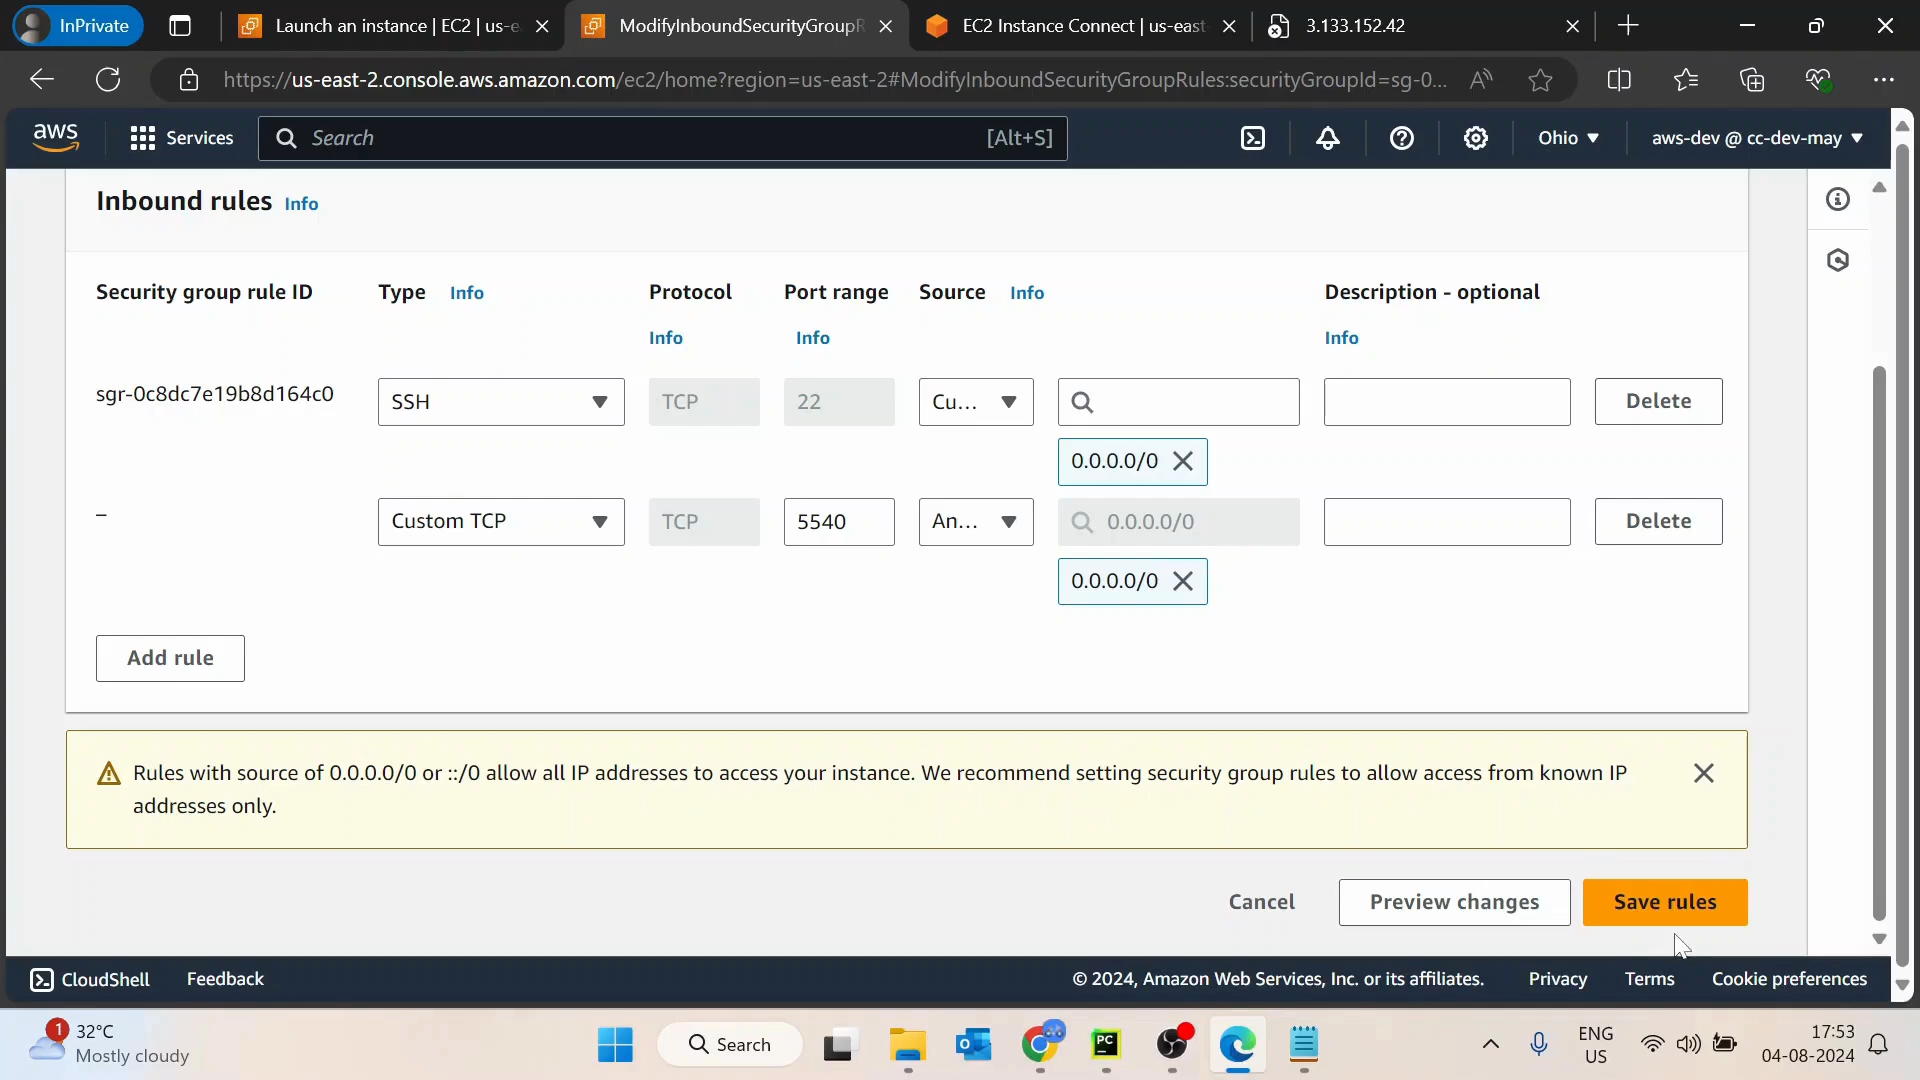 InPrivate
Launch an instance | EC2 | us-e
ModifyInboundSecurityGroupR
EC2 Instance Connect | us-east-
3.133.152.42
https://us-east-2.console.aws.amazon.com/ec2/home?region=us-east-2#ModifyInboundSecurityGroupRules:securityGroupId=sg-0...
aws
Services
Search
[Alt+S]
Ohio
aws-dev @ cc-dev-may
Inbound rules Info
Security group rule ID
Type Info
Protocol
Port range
Source Info
Description - optional
Info
Info
Info
sgr-0c8dc7e19b8d164c0
SSH
TCP
22
Cu...
Delete
0.0.0.0/0
–
Custom TCP
TCP
5540
An...
0.0.0.0/0
Delete
0.0.0.0/0
Add rule
Rules with source of 0.0.0.0/0 or ::/0 allow all IP addresses to access your instance. We recommend setting security group rules to allow access from known IP
addresses only.
Cancel
Preview changes
Save rules
CloudShell
Feedback
© 2024, Amazon Web Services, Inc. or its affiliates.
Privacy
Terms
Cookie preferences
1
32°C
Mostly cloudy
Search
PC
ENG
US
17:53
04-08-2024